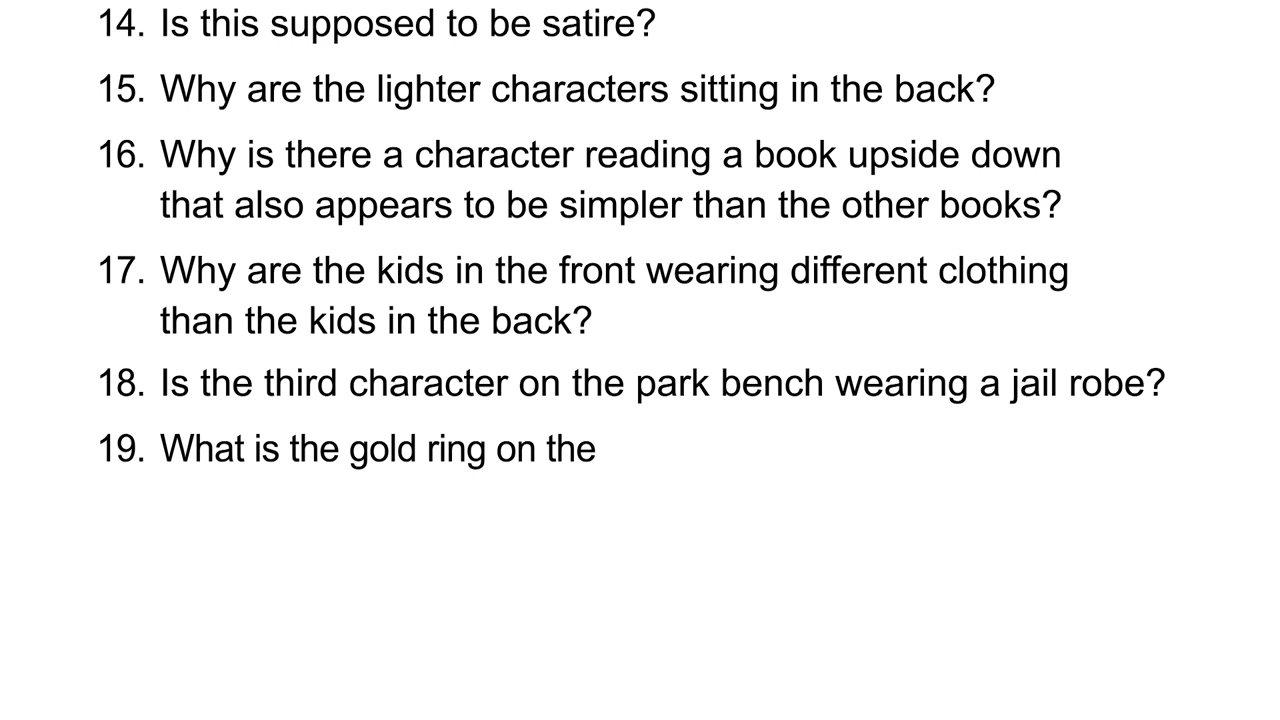 14. Is this supposed to be satire?
15. Why are the lighter characters sitting in the back?
16. Why is there a character reading a book upside down
that also appears to be simpler than the other books?
17. Why are the kids in the front wearing different clothing
than the kids in the back?
18. Is the third character on the park bench wearing a jail robe?
19. What is the gold ring on the